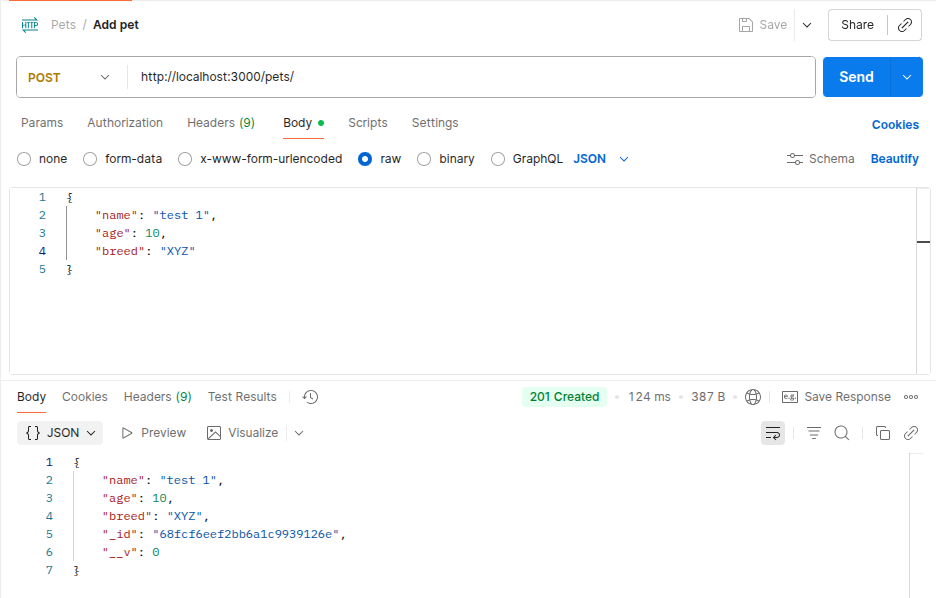 HTTP Pets / Add pet Save Share
POST http://localhost:3000/pets/ Send
Params Authorization Headers (9) Body Scripts Settings Cookies
none form-data x-www-form-urlencoded raw binary GraphQL JSON Schema Beautify
1 {
2 "name": "test 1",
3 "age": 10,
4 "breed": "XYZ"
5 }
Body Cookies Headers (9) Test Results 201 Created • 124 ms • 387 B e.g. Save Response
{} JSON Preview Visualize
1 {
2 "name": "test 1",
3 "age": 10,
4 "breed": "XYZ",
5 "_id": "68fcf6eef2bb6a1c9939126e",
6 "__v": 0
7 }